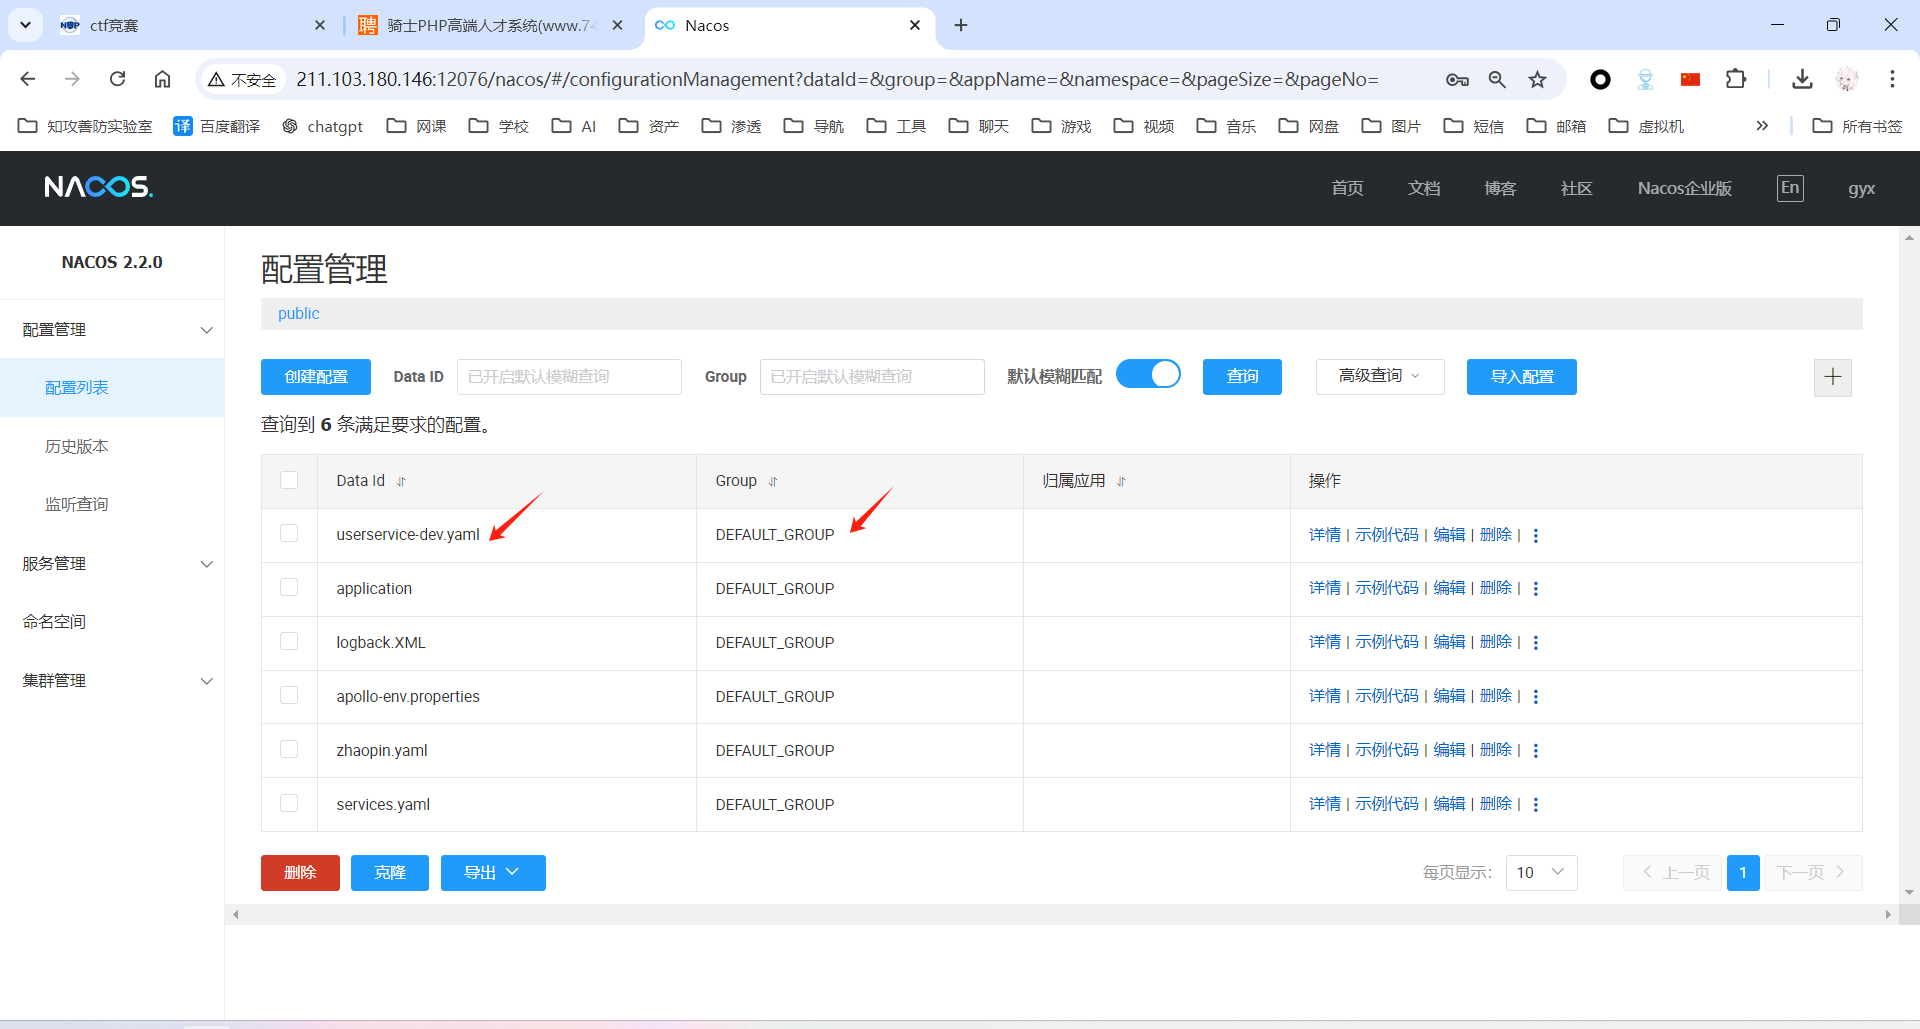 ctf竞赛
骑士PHP高端人才系统(www.74
Nacos
不安全
211.103.180.146:12076/nacos/#/configurationManagement?dataId=&group=&appName=&namespace=&pageSize=&pageNo=
知攻善防实验室
译 百度翻译
chatgpt
网课
学校
AI
资产
渗透
导航
工具
聊天
游戏
视频
音乐
网盘
图片
短信
邮箱
虚拟机
所有书签
NACOS.
首页
文档
博客
社区
Nacos企业版
En
gyx
NACOS 2.2.0
配置管理
配置列表
历史版本
监听查询
服务管理
命名空间
集群管理
配置管理
public
创建配置 Data ID 已开启默认模糊查询 Group 已开启默认模糊查询 默认模糊匹配 查询 高级查询 导入配置
查询到 6 条满足要求的配置。
Data Id Group 归属应用 操作
userservice-dev.yaml DEFAULT_GROUP 详情 | 示例代码 | 编辑 | 删除 |
application DEFAULT_GROUP 详情 | 示例代码 | 编辑 | 删除 |
logback.XML DEFAULT_GROUP 详情 | 示例代码 | 编辑 | 删除 |
apollo-env.properties DEFAULT_GROUP 详情 | 示例代码 | 编辑 | 删除 |
zhaopin.yaml DEFAULT_GROUP 详情 | 示例代码 | 编辑 | 删除 |
services.yaml DEFAULT_GROUP 详情 | 示例代码 | 编辑 | 删除 |
删除 克隆 导出 每页显示: 10 上一页 1 下一页